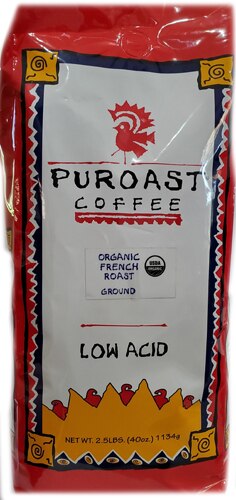 PUROAST
COFFEE
ORGANIC
FRENCH
ROAST
GROUND
USDA
ORGANIC
LOW ACID
NET WT. 2.5LBS. (40oz.) 1134g